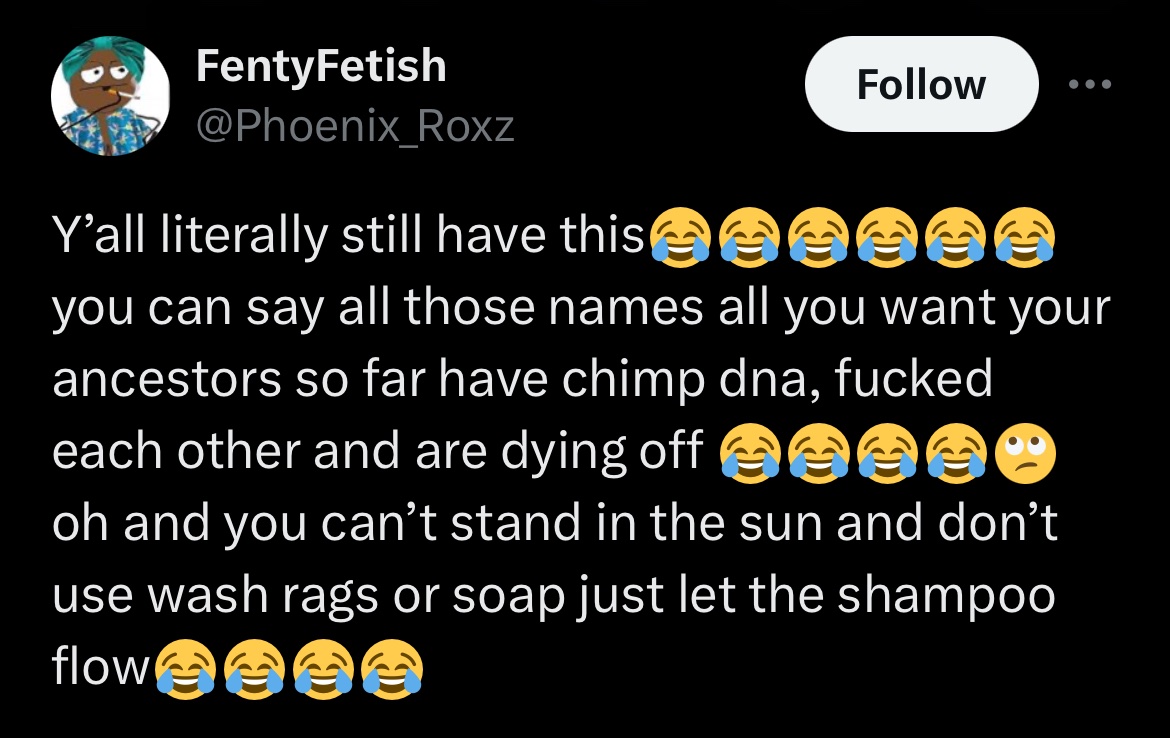 FentyFetish
@Phoenix_Roxz
Follow
Y’all literally still have this😂😂😂😂😂😂
you can say all those names all you want your
ancestors so far have chimp dna, fucked
each other and are dying off 😂😂😂😂🙄
oh and you can’t stand in the sun and don’t
use wash rags or soap just let the shampoo
flow😂😂😂😂